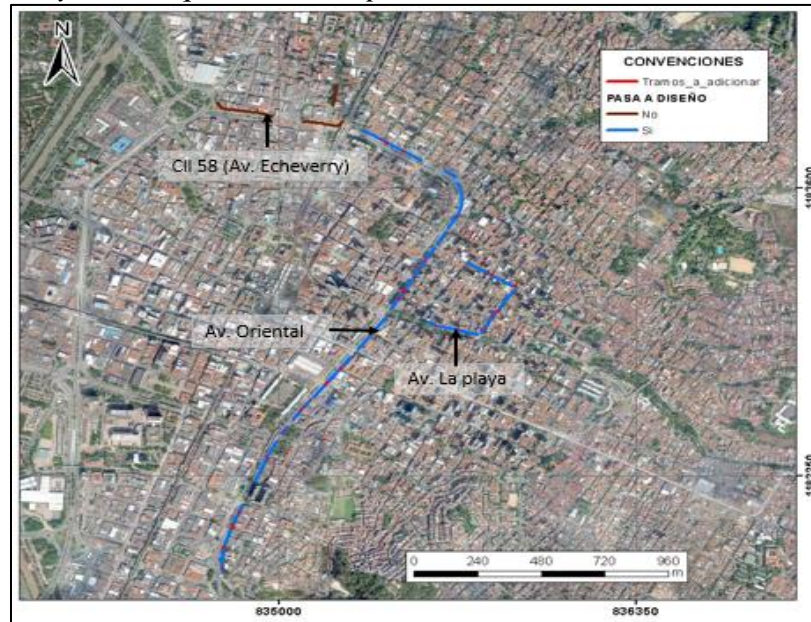 N
CONVENCIONES
Tramos_a_adicionar
PASA A DISEÑO
No
Si
Cll 58 (Av. Echeverry)
Av. Oriental
Av. La playa
0 240 480 720 960
m
835000
836350